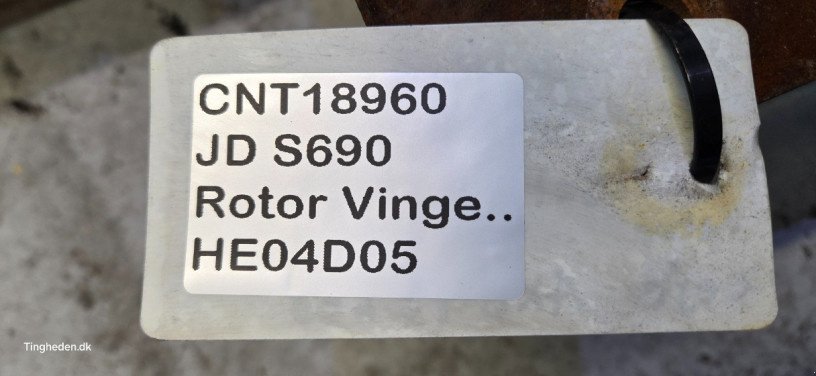 CNT18960
JD S690
Rotor Vinge..
HE04D05
Tingheden.dk